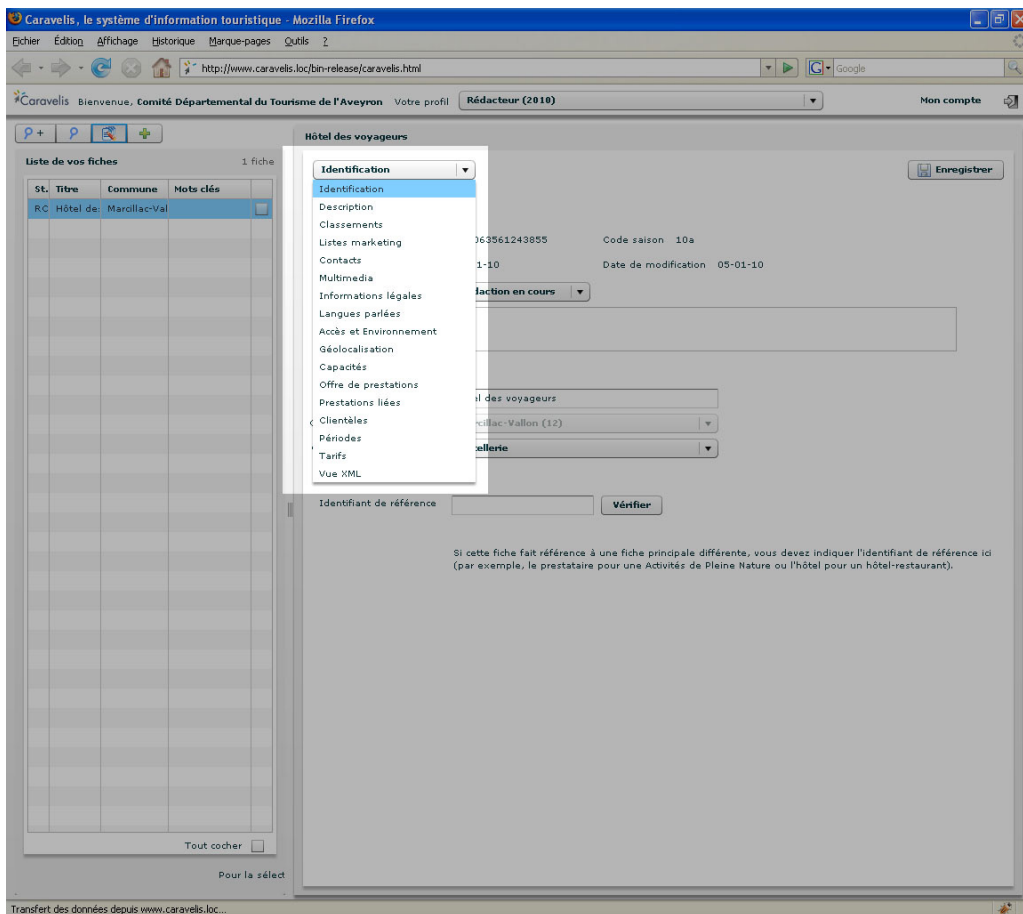 Caravelis, le système d'information touristique - Mozilla Firefox
Fichier Édition Affichage Historique Marque-pages Outils ?
http://www.caravelis.loc/bin-release/caravelis.html
G Google
Caravelis Bienvenue, Comité Départemental du Tourisme de l'Aveyron Votre profil Rédacteur (2010) Mon compte
Hôtel des voyageurs
Liste de vos fiches 1 fiche
Identification
Enregistrer
St. Titre Commune Mots clés
RC Hôtel de: Marcillac-Val
Identification
Description
Classements
Listes marketing
Contacts
Multimedia
Informations légales
Langues parlées
Accès et Environnement
Géolocalisation
Capacités
Offre de prestations
Prestations liées
Clientèles
Périodes
Tarifs
Vue XML
063561243855 Code saison 10a
1-10 Date de modification 05-01-10
daction en cours
el des voyageurs
rcillac-Vallon (12)
tellerie
Identifiant de référence Vérifier
Si cette fiche fait référence à une fiche principale différente, vous devez indiquer l'identifiant de référence ici
(par exemple, le prestataire pour une Activités de Pleine Nature ou l'hôtel pour un hôtel-restaurant).
Tout cocher
Pour la sélect
Transfert des données depuis www.caravelis.loc...